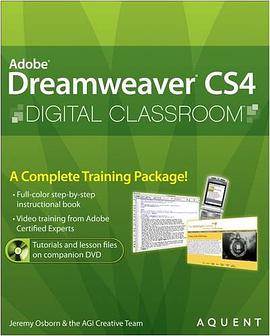 Adobe®
Dreamweaver® CS4
DIGITAL CLASSROOM
A Complete Training Package!
• Full-color step-by-step
instructional book
• Video training from Adobe
Certified Experts
Tutorials and lesson files
on companion DVD
Jeremy Osborn & the AGI Creative Team
AQUENT